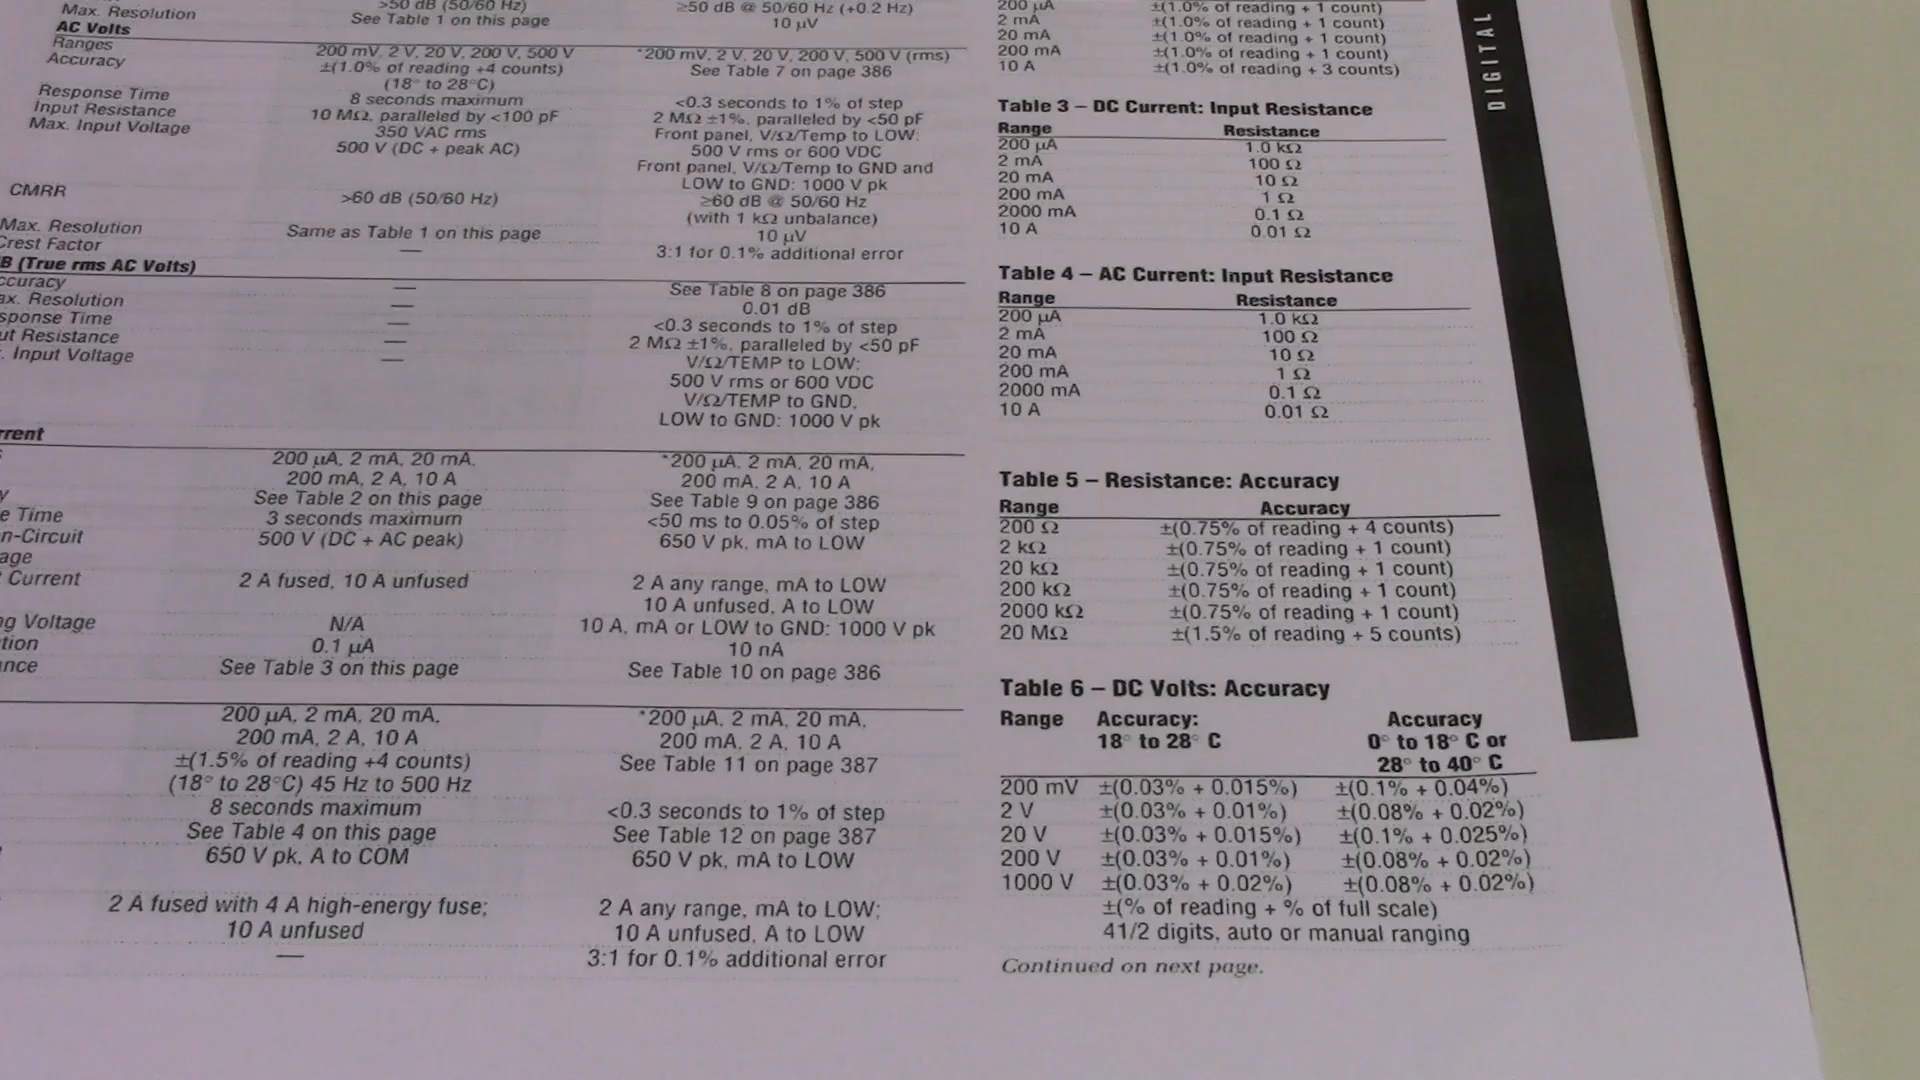 Max. Resolution >50 dB (50/60 Hz) ≥50 dB @ 50/60 Hz (+0.2 Hz)
See Table 1 on this page 10 µV
AC Volts
Ranges 200 mV, 2 V, 20 V, 200 V, 500 V *200 mV, 2 V, 20 V, 200 V, 500 V (rms)
Accuracy ±(1.0% of reading +4 counts) See Table 7 on page 386
(18° to 28°C)
Response Time 8 seconds maximum <0.3 seconds to 1% of step
Input Resistance 10 MΩ, paralleled by <100 pF 2 MΩ ±1%, paralleled by <50 pF
Max. Input Voltage 350 VAC rms Front panel, V/Ω/Temp to LOW:
500 V (DC + peak AC) 500 V rms or 600 VDC
Front panel, V/Ω/Temp to GND and
LOW to GND: 1000 V pk
CMRR >60 dB (50/60 Hz) ≥60 dB @ 50/60 Hz
(with 1 kΩ unbalance)
Max. Resolution Same as Table 1 on this page 10 µV
Crest Factor — 3:1 for 0.1% additional error
B (True rms AC Volts)
ccuracy — See Table 8 on page 386
ax. Resolution — 0.01 dB
sponse Time — <0.3 seconds to 1% of step
ut Resistance — 2 MΩ ±1%, paralleled by <50 pF
. Input Voltage — V/Ω/TEMP to LOW:
500 V rms or 600 VDC
V/Ω/TEMP to GND,
LOW to GND: 1000 V pk
rrent
200 µA, 2 mA, 20 mA, *200 µA, 2 mA, 20 mA,
200 mA, 2 A, 10 A 200 mA, 2 A, 10 A
y See Table 2 on this page See Table 9 on page 386
e Time 3 seconds maximum <50 ms to 0.05% of step
n-Circuit 500 V (DC + AC peak) 650 V pk, mA to LOW
age
Current 2 A fused, 10 A unfused 2 A any range, mA to LOW
10 A unfused, A to LOW
ng Voltage N/A 10 A, mA or LOW to GND: 1000 V pk
tion 0.1 µA 10 nA
nce See Table 3 on this page See Table 10 on page 386
200 µA, 2 mA, 20 mA, *200 µA, 2 mA, 20 mA,
200 mA, 2 A, 10 A 200 mA, 2 A, 10 A
±(1.5% of reading +4 counts) See Table 11 on page 387
(18° to 28°C) 45 Hz to 500 Hz
8 seconds maximum <0.3 seconds to 1% of step
See Table 4 on this page See Table 12 on page 387
650 V pk, A to COM 650 V pk, mA to LOW
2 A fused with 4 A high-energy fuse; 2 A any range, mA to LOW;
10 A unfused 10 A unfused, A to LOW
— 3:1 for 0.1% additional error
200 µA ±(1.0% of reading + 1 count)
2 mA ±(1.0% of reading + 1 count)
20 mA ±(1.0% of reading + 1 count)
200 mA ±(1.0% of reading + 1 count)
10 A ±(1.0% of reading + 3 counts)
Table 3 – DC Current: Input Resistance
Range Resistance
200 µA 1.0 kΩ
2 mA 100 Ω
20 mA 10 Ω
200 mA 1 Ω
2000 mA 0.1 Ω
10 A 0.01 Ω
Table 4 – AC Current: Input Resistance
Range Resistance
200 µA 1.0 kΩ
2 mA 100 Ω
20 mA 10 Ω
200 mA 1 Ω
2000 mA 0.1 Ω
10 A 0.01 Ω
Table 5 – Resistance: Accuracy
Range Accuracy
200 Ω ±(0.75% of reading + 4 counts)
2 kΩ ±(0.75% of reading + 1 count)
20 kΩ ±(0.75% of reading + 1 count)
200 kΩ ±(0.75% of reading + 1 count)
2000 kΩ ±(0.75% of reading + 1 count)
20 MΩ ±(1.5% of reading + 5 counts)
Table 6 – DC Volts: Accuracy
Range Accuracy: Accuracy
18° to 28° C 0° to 18° C or
28° to 40° C
200 mV ±(0.03% + 0.015%) ±(0.1% + 0.04%)
2 V ±(0.03% + 0.01%) ±(0.08% + 0.02%)
20 V ±(0.03% + 0.015%) ±(0.1% + 0.025%)
200 V ±(0.03% + 0.01%) ±(0.08% + 0.02%)
1000 V ±(0.03% + 0.02%) ±(0.08% + 0.02%)
±(% of reading + % of full scale)
41/2 digits, auto or manual ranging
Continued on next page.
DIGITAL